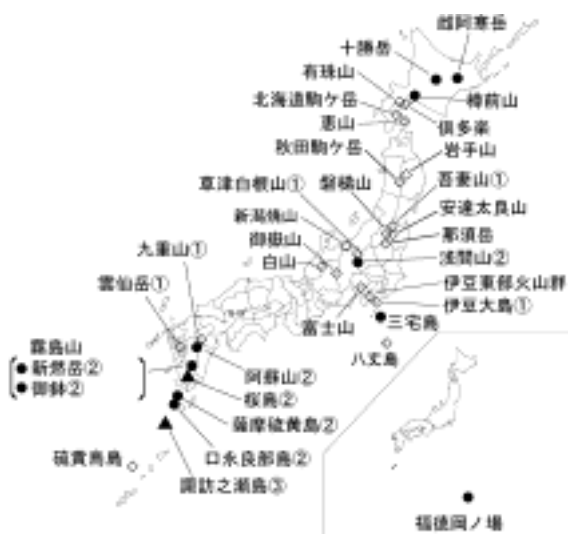 雌阿寒岳
十勝岳
有珠山
北海道駒ケ岳
樽前山
恵山
倶多楽
秋田駒ケ岳
岩手山
草津白根山①
磐梯山
吾妻山①
安達太良山
新潟焼山
那須岳
九重山①
御嶽山
浅間山②
白山
雲仙岳①
伊豆東部火山群
伊豆大島①
富士山
三宅島
霧島山
新燃岳②
御鉢②
八丈島
阿蘇山②
桜島②
薩摩硫黄島②
口永良部島②
硫黄鳥島
諏訪之瀬島③
福徳岡ノ場